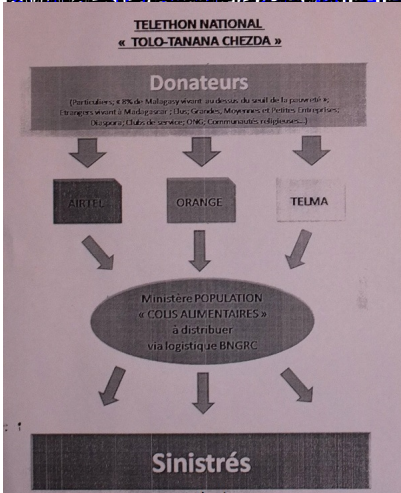 TELETHON NATIONAL
« TOLO-TANANA CHEZDA »
Donateurs
(Particuliers; « 8% de Malagasy vivant au dessus du seuil de la pauvreté »;
Etrangers vivant à Madagascar ; Elus; Grandes, Moyennes et Petites Entreprises;
Diaspora; Clubs de service; ONG; Communautés religieuses...)
AIRTEL
ORANGE
TELMA
Ministère POPULATION
« COLIS ALIMENTAIRES »
à distribuer
via logistique BNGRC
Sinistrés